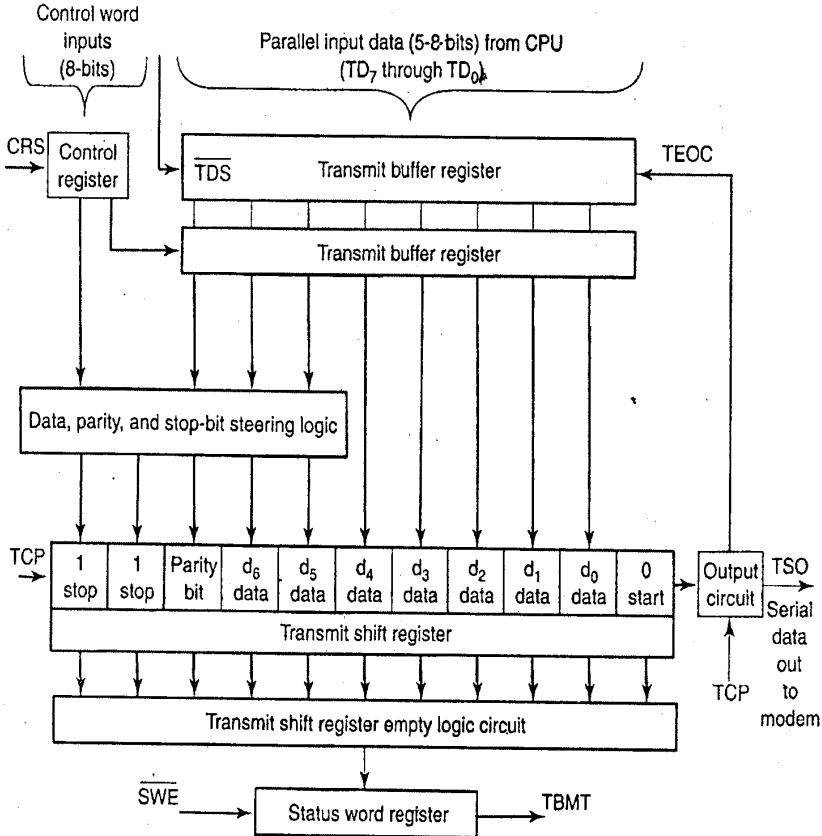 Control word
inputs
(8-bits)
Parallel input data (5-8-bits) from CPU
(TD₇ through TD₀)
CRS
Control
register
TDS
Transmit buffer register
TEOC
Transmit buffer register
Data, parity, and stop-bit steering logic
TCP
1
stop
1
stop
Parity
bit
d₆
data
d₅
data
d₄
data
d₃
data
d₂
data
d₁
data
d₀
data
0
start
Output
circuit
TSO
Serial
data
out
to
modem
Transmit shift register
TCP
Transmit shift register empty logic circuit
SWE
Status word register
TBMT